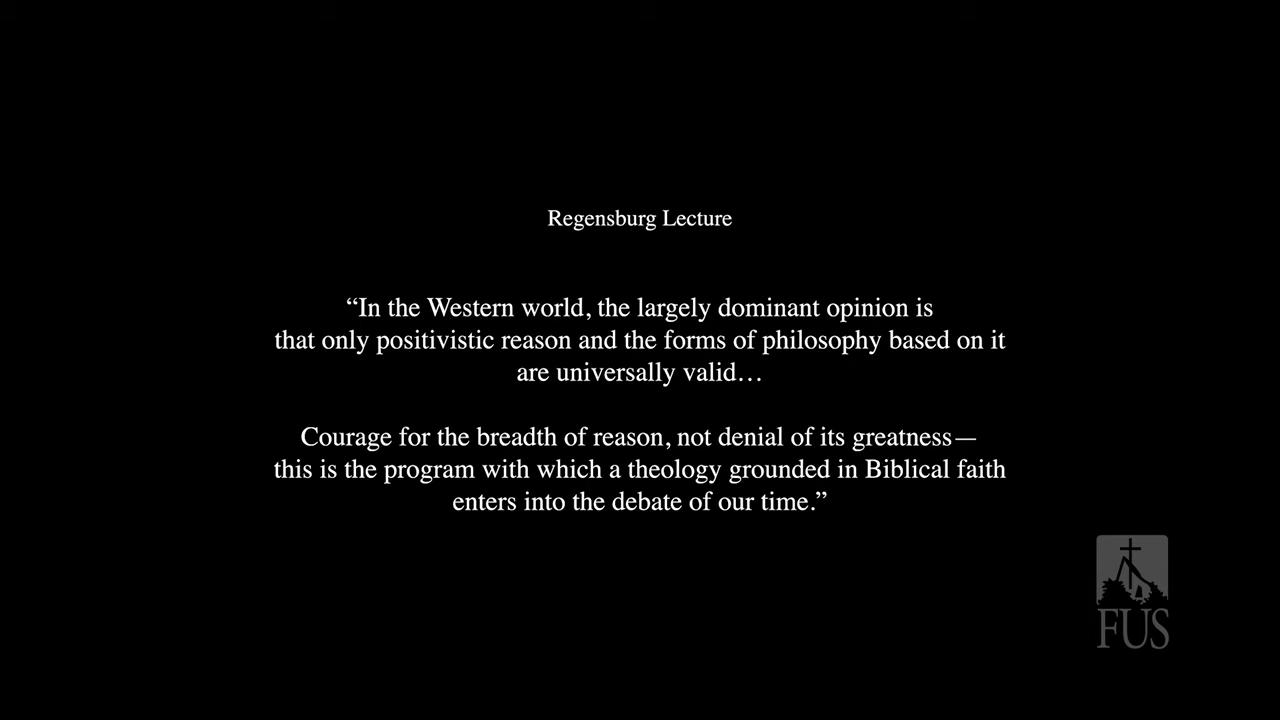 Regensburg Lecture
“In the Western world, the largely dominant opinion is
that only positivistic reason and the forms of philosophy based on it
are universally valid…
Courage for the breadth of reason, not denial of its greatness—
this is the program with which a theology grounded in Biblical faith
enters into the debate of our time.”
FUS